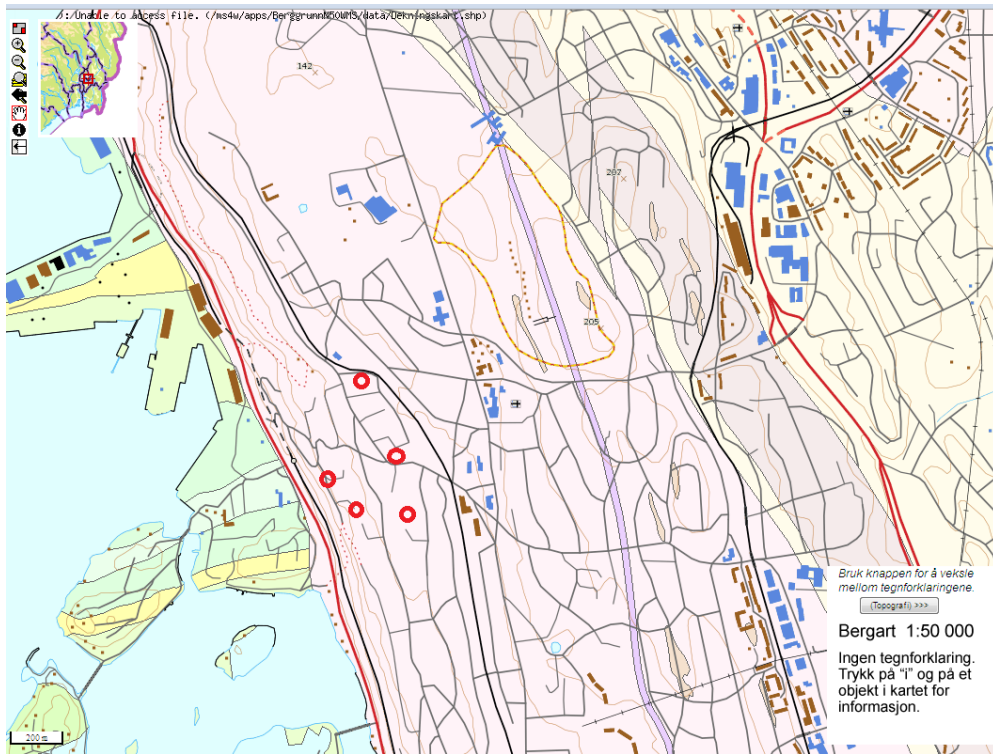 /:Unable to access file. (/ms4w/apps/BerggrunnN50WMS/data/Dekningskart.shp)
142
207
205
Bruk knappen for å veksle
mellom tegnforklaringene.
(Topografi) >>>
Bergart 1:50 000
Ingen tegnforklaring.
Trykk på "i" og på et
objekt i kartet for
informasjon.
200 m